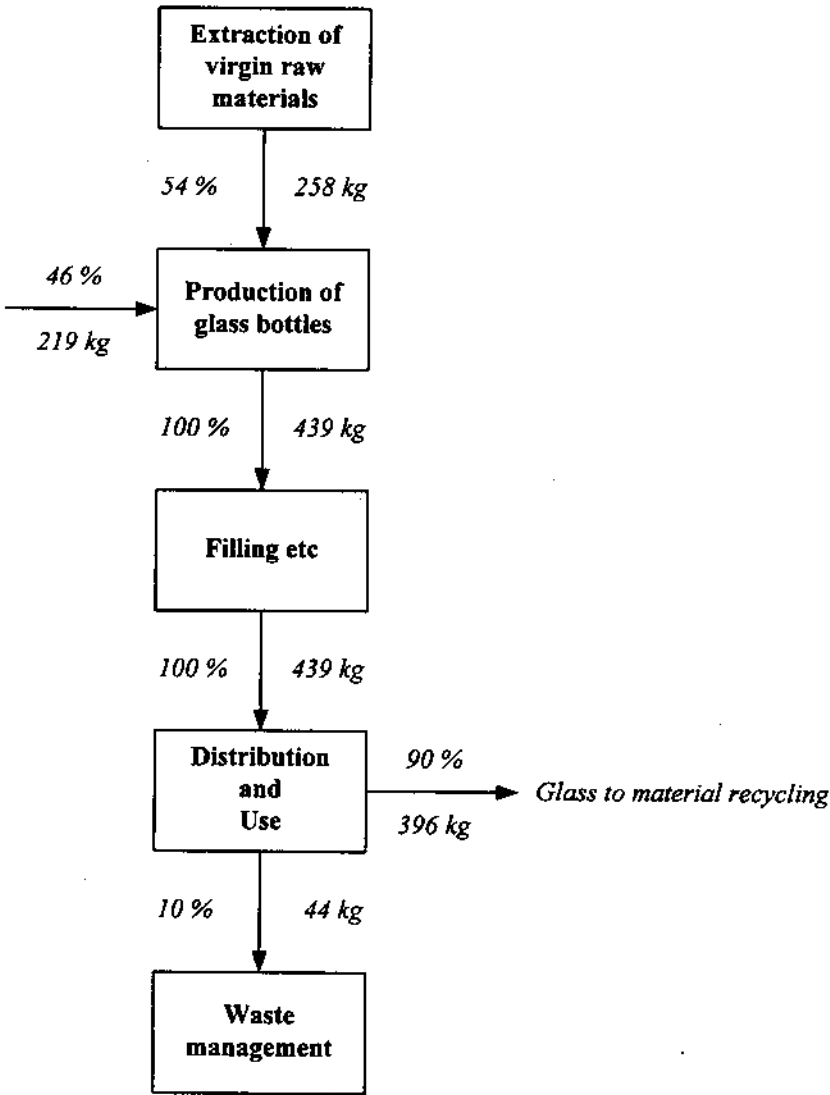 Extraction of
virgin raw
materials
54 % 258 kg
46 %
219 kg
Production of
glass bottles
100 % 439 kg
Filling etc
100 % 439 kg
Distribution
and
Use
90 %
396 kg
Glass to material recycling
10 % 44 kg
Waste
management